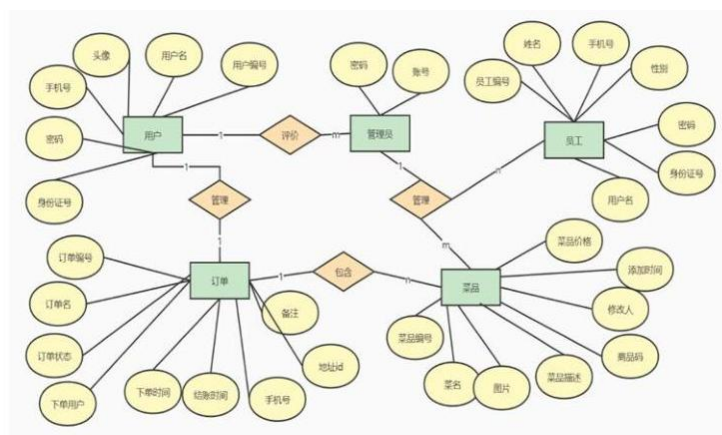 头像
用户名
用户编号
手机号
密码
身份证号
用户
1
评价
m
管理员
密码
账号
员工编号
姓名
手机号
性别
员工
密码
身份证号
用户名
1
管理
1
1
管理
n
m
订单编号
订单名
订单状态
下单用户
订单
下单时间
结账时间
手机号
地址id
备注
1
包含
n
菜品
菜品价格
添加时间
修改人
商品码
菜品描述
图片
菜名
菜品编号